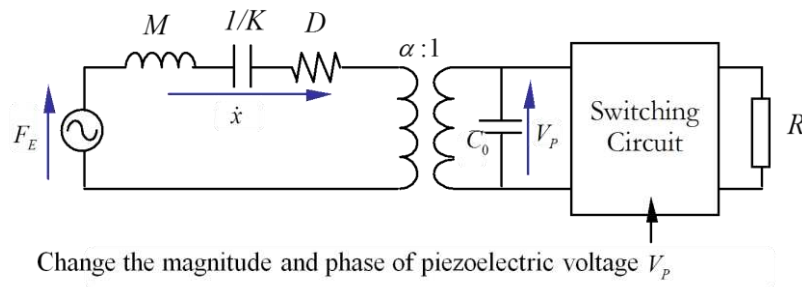 M
1/K
D
α:1
ẋ
F_E
C_0
V_P
Switching
Circuit
R
Change the magnitude and phase of piezoelectric voltage V_P